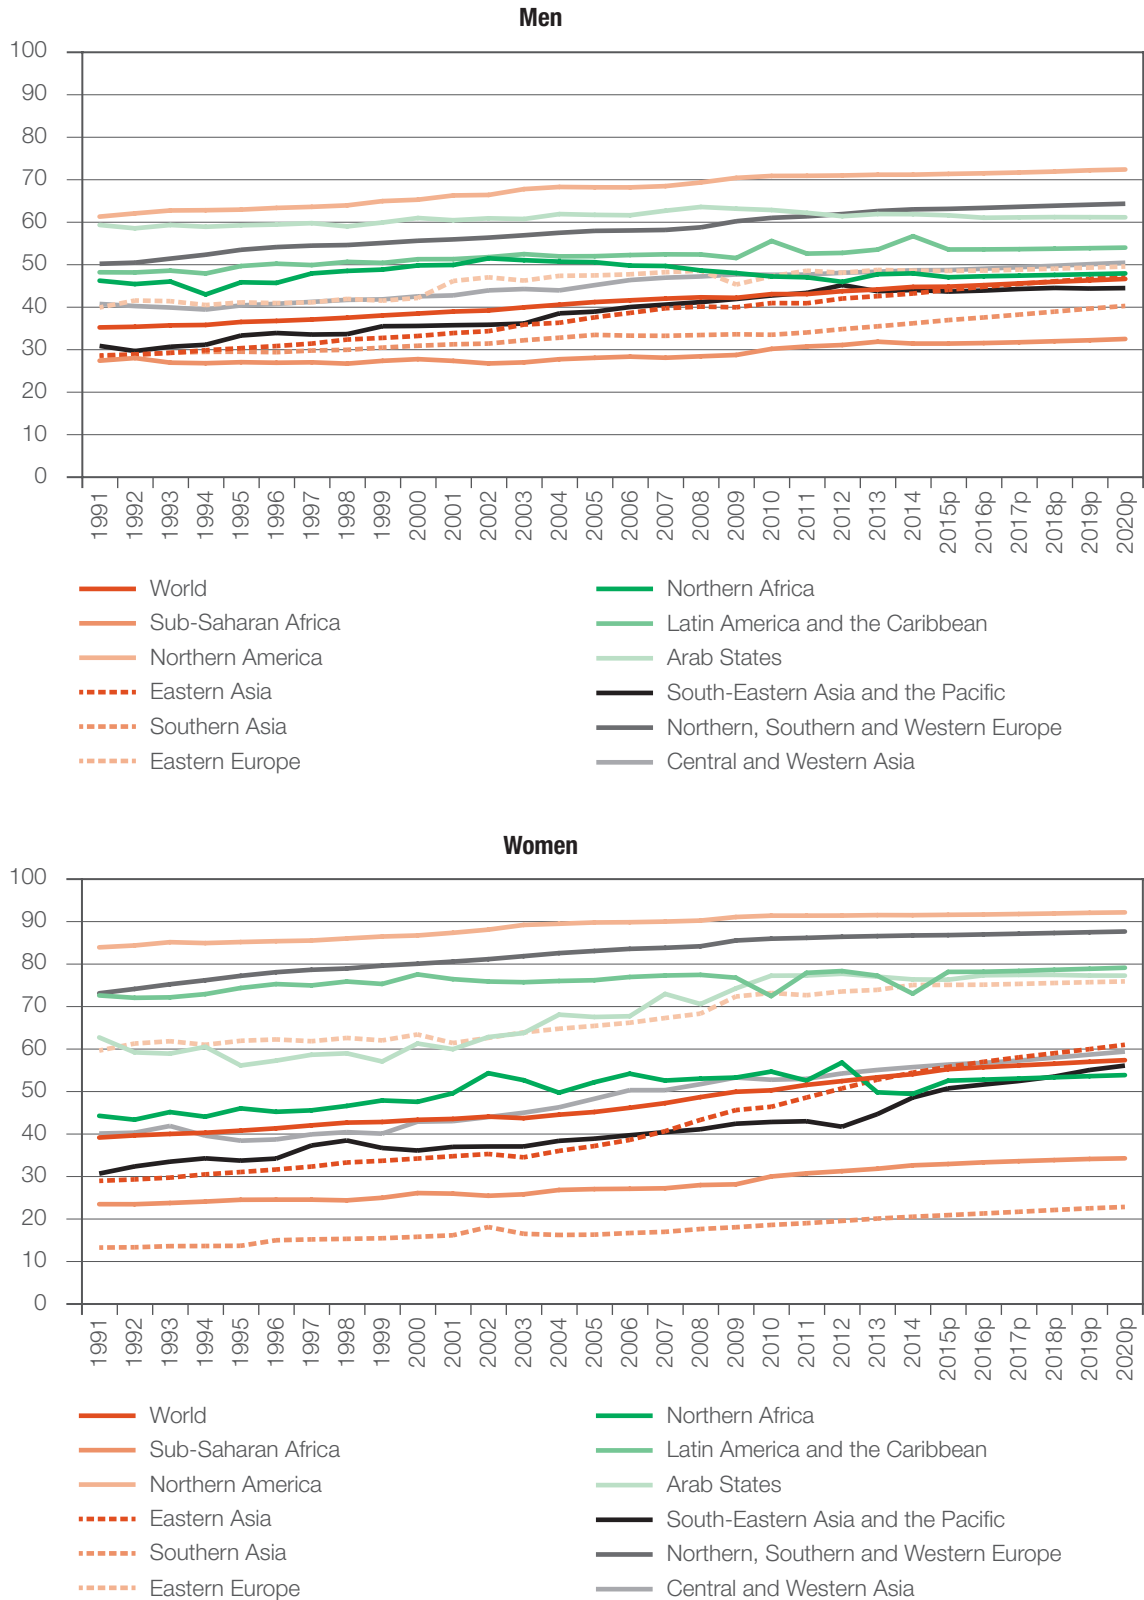 Men
100
90
80
70
60
50
40
30
20
10
0
1991 1992 1993 1994 1995 1996 1997 1998 1999 2000 2001 2002 2003 2004 2005 2006 2007 2008 2009 2010 2011 2012 2013 2014 2015p 2016p 2017p 2018p 2019p 2020p
World
Sub-Saharan Africa
Northern America
Eastern Asia
Southern Asia
Eastern Europe
Northern Africa
Latin America and the Caribbean
Arab States
South-Eastern Asia and the Pacific
Northern, Southern and Western Europe
Central and Western Asia
Women
100
90
80
70
60
50
40
30
20
10
0
1991 1992 1993 1994 1995 1996 1997 1998 1999 2000 2001 2002 2003 2004 2005 2006 2007 2008 2009 2010 2011 2012 2013 2014 2015p 2016p 2017p 2018p 2019p 2020p
World
Sub-Saharan Africa
Northern America
Eastern Asia
Southern Asia
Eastern Europe
Northern Africa
Latin America and the Caribbean
Arab States
South-Eastern Asia and the Pacific
Northern, Southern and Western Europe
Central and Western Asia